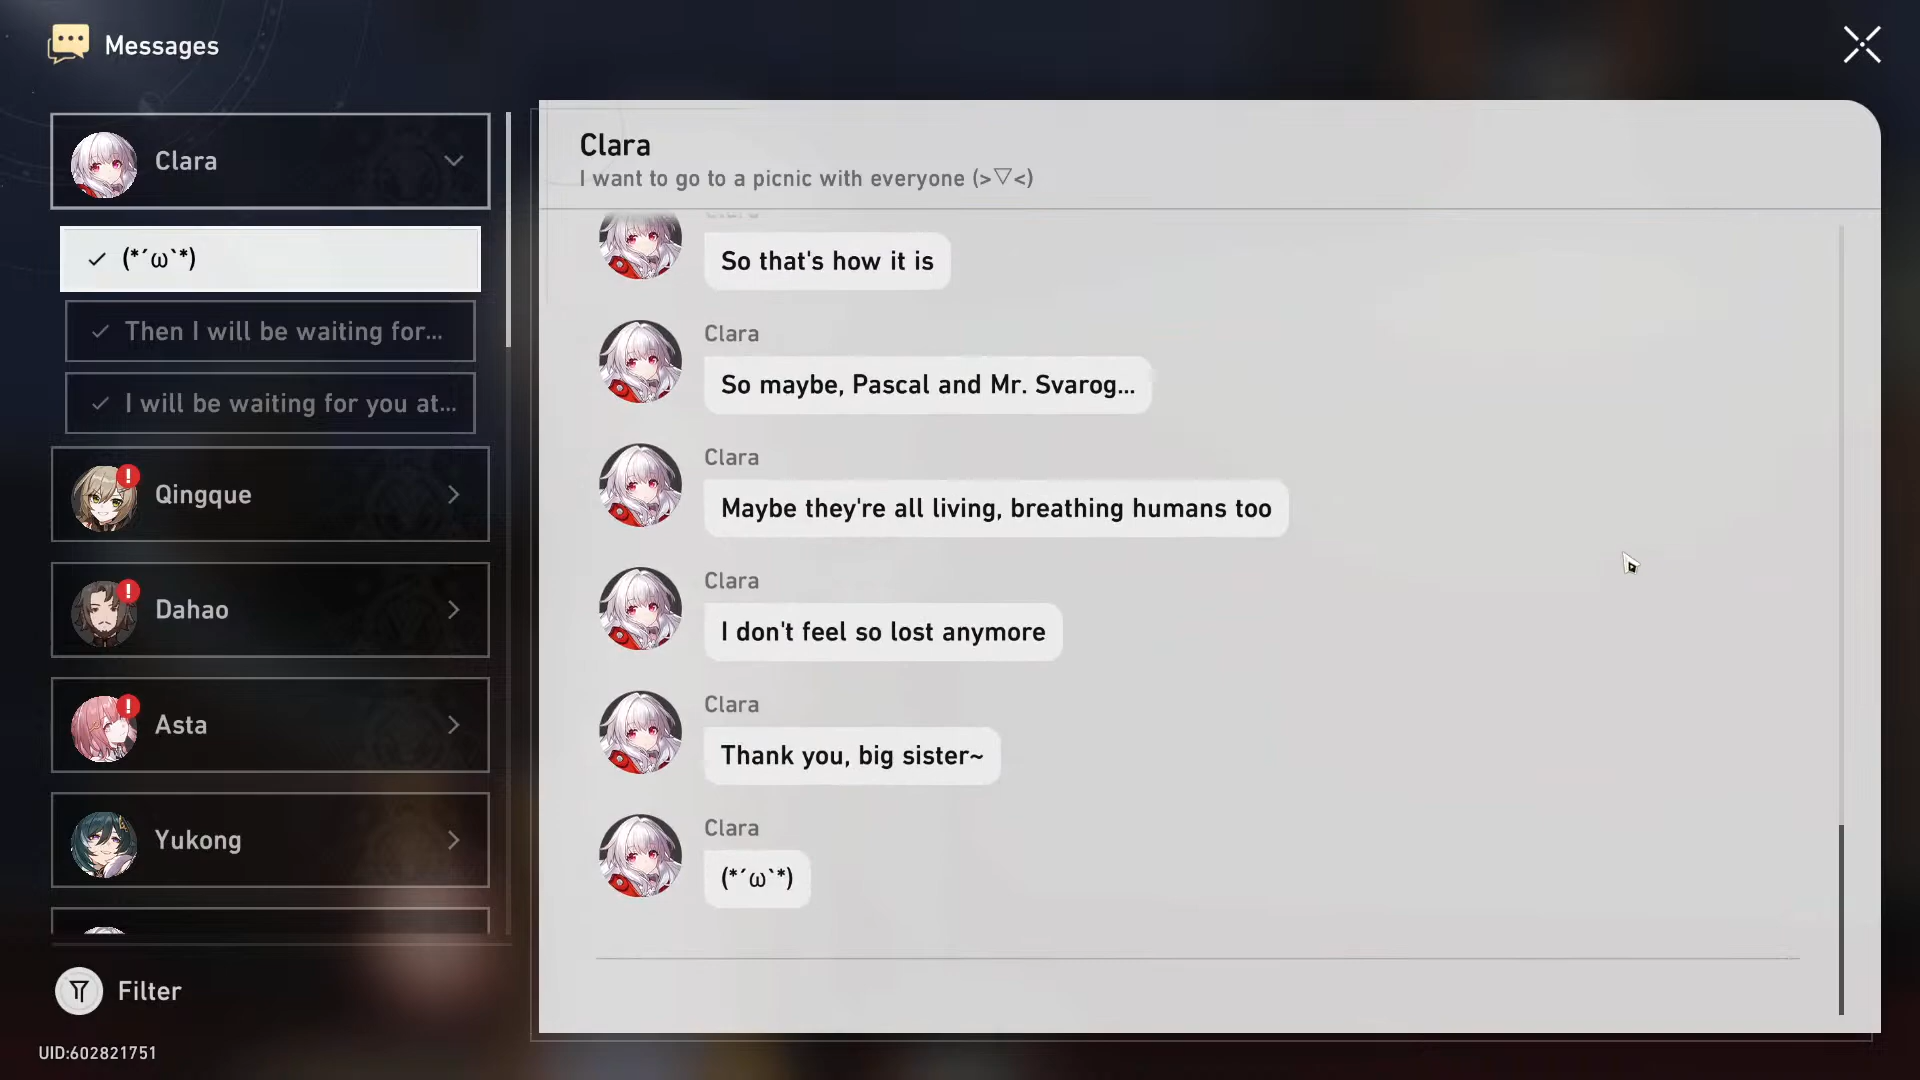 Messages
Clara
(*´ω`*)
Then I will be waiting for...
I will be waiting for you at...
Qingque
Dahao
Asta
Yukong
Filter
UID:602821751
Clara
I want to go to a picnic with everyone (>▽<)
Clara
So that's how it is
Clara
So maybe, Pascal and Mr. Svarog...
Clara
Maybe they're all living, breathing humans too
Clara
I don't feel so lost anymore
Clara
Thank you, big sister~
Clara
(*´ω`*)